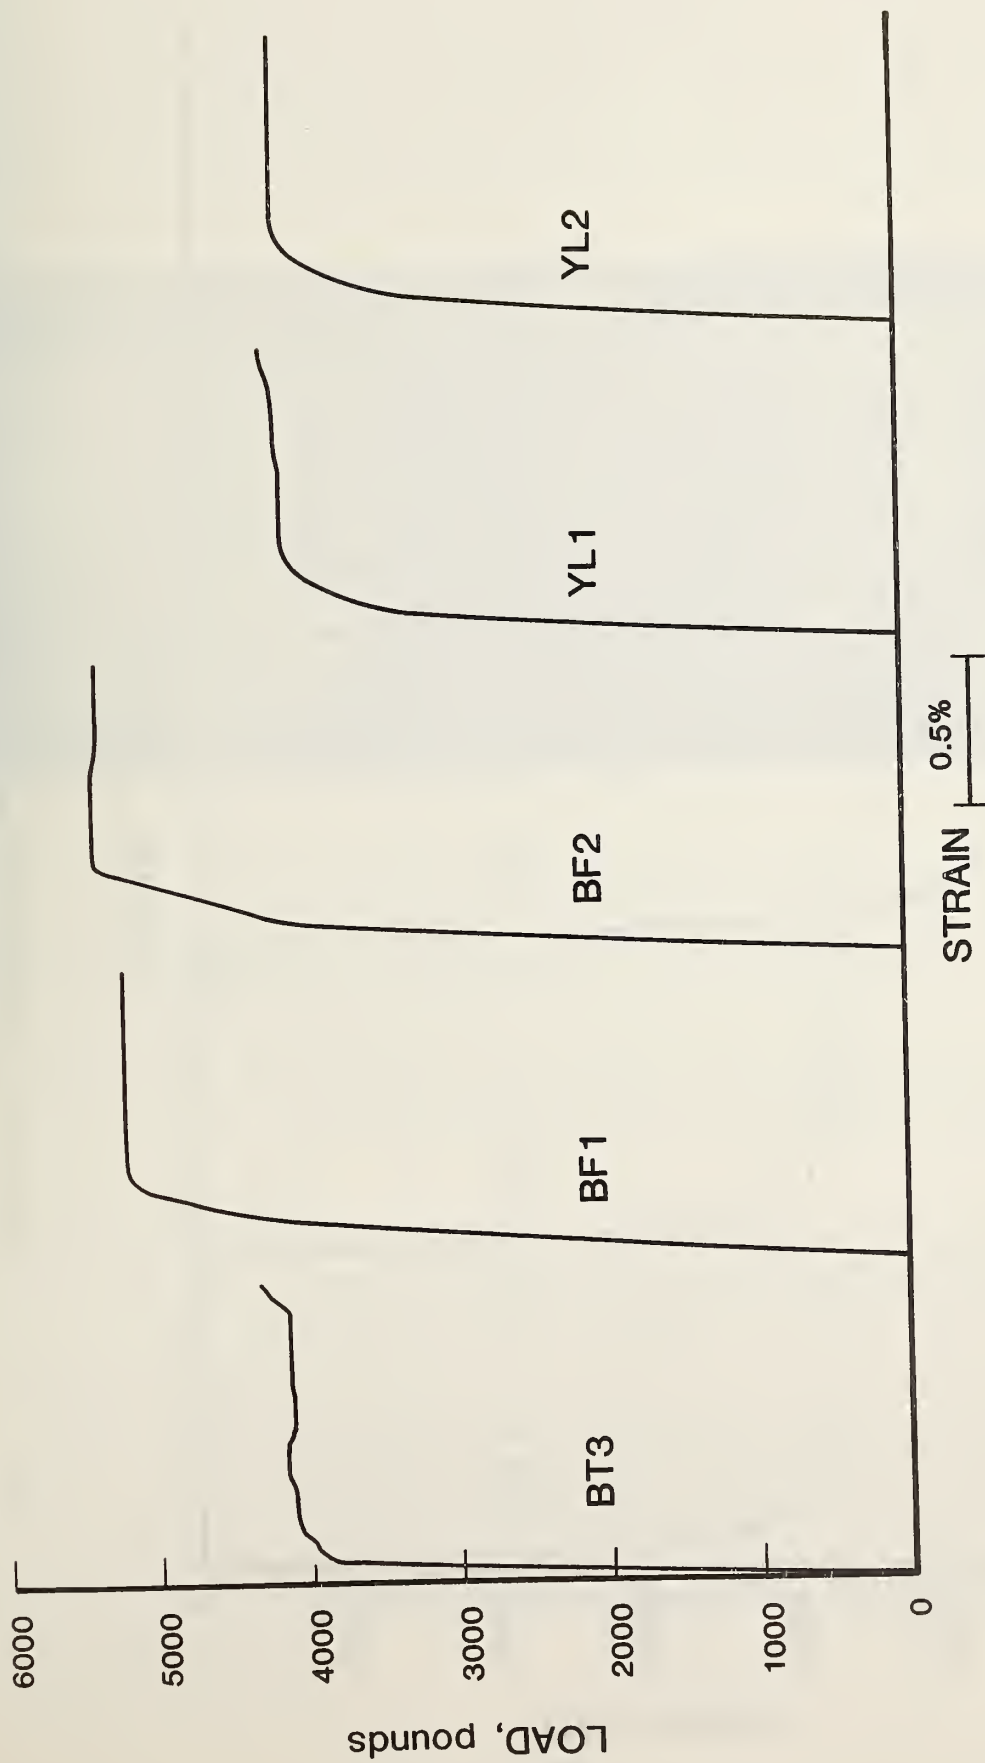 LOAD, pounds
6000
5000
4000
3000
2000
1000
0
BT3
BF1
BF2
YL1
YL2
STRAIN
0.5%